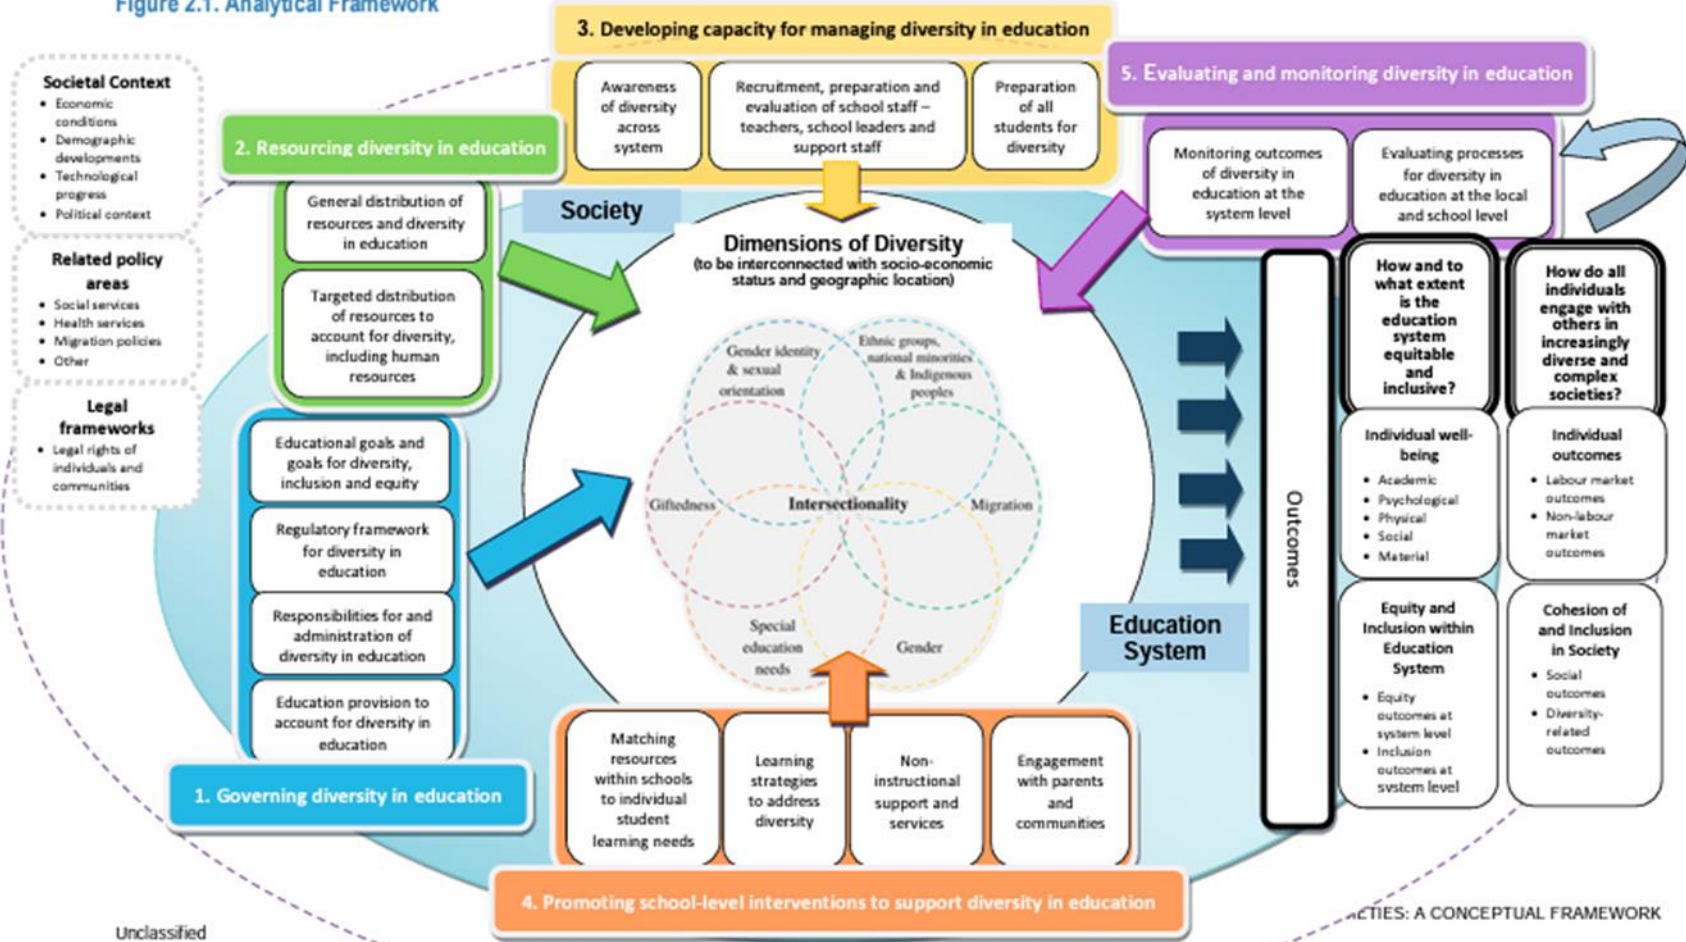 Figure 2.1. Analytical Framework
Societal Context
• Economic
conditions
• Demographic
developments
• Technological
progress
• Political context
Related policy
areas
• Social services
• Health services
• Migration policies
• Other
Legal
frameworks
• Legal rights of
individuals and
communities
2. Resourcing diversity in education
General distribution of
resources and diversity
in education
Targeted distribution
of resources to
account for diversity,
including human
resources
Educational goals and
goals for diversity,
inclusion and equity
Regulatory framework
for diversity in
education
Responsibilities for and
administration of
diversity in education
Education provision to
account for diversity in
education
1. Governing diversity in education
3. Developing capacity for managing diversity in education
Awareness
of diversity
across
system
Recruitment, preparation and
evaluation of school staff –
teachers, school leaders and
support staff
Preparation
of all
students for
diversity
5. Evaluating and monitoring diversity in education
Monitoring outcomes
of diversity in
education at the
system level
Evaluating processes
for diversity in
education at the local
and school level
Society
Dimensions of Diversity
(to be interconnected with socio-economic
status and geographic location)
Gender identity
& sexual
orientation
Ethnic groups,
national minorities
& Indigenous
peoples
Giftedness
Intersectionality
Migration
Special
education
needs
Gender
Education
System
Outcomes
How and to
what extent
is the
education
system
equitable
and
inclusive?
How do all
individuals
engage with
others in
increasingly
diverse and
complex
societies?
Individual well-
being
• Academic
• Psychological
• Physical
• Social
• Material
Individual
outcomes
• Labour market
outcomes
• Non-labour
market
outcomes
Equity and
Inclusion within
Education
System
• Equity
outcomes at
system level
• Inclusion
outcomes at
system level
Cohesion of
and Inclusion
in Society
• Social
outcomes
• Diversity-
related
outcomes
Matching
resources
within schools
to individual
student
learning needs
Learning
strategies
to address
diversity
Non-
instructional
support and
services
Engagement
with parents
and
communities
4. Promoting school-level interventions to support diversity in education
: A CONCEPTUAL FRAMEWORK
Unclassified